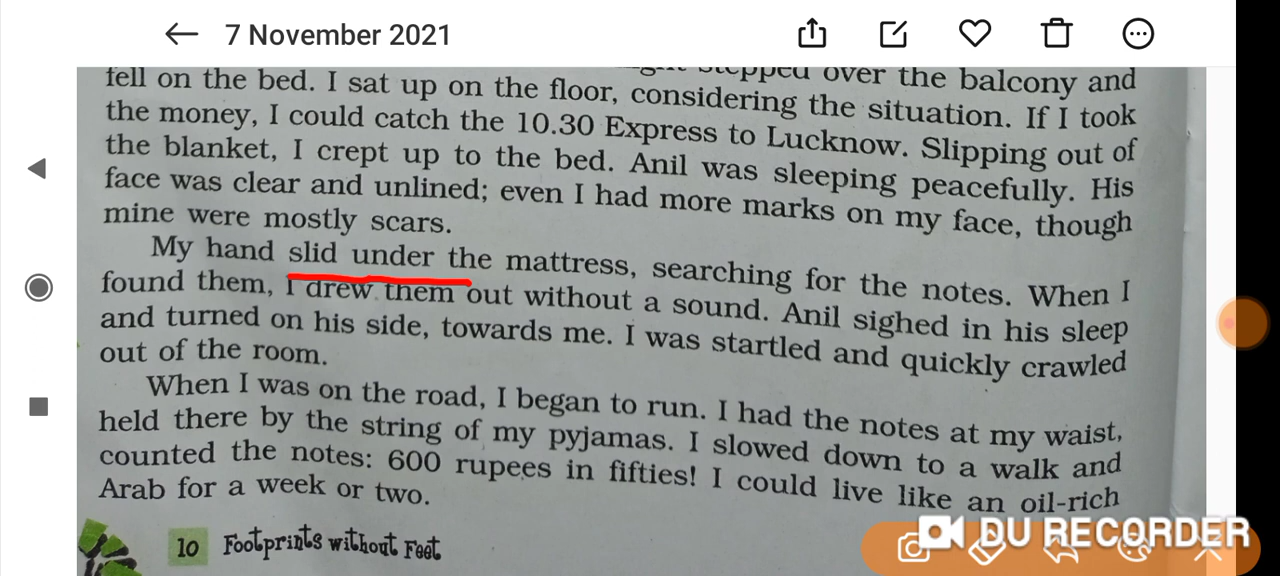 7 November 2021
stepped over the balcony and
fell on the bed. I sat up on the floor, considering the situation. If I took
the money, I could catch the 10.30 Express to Lucknow. Slipping out of
the blanket, I crept up to the bed. Anil was sleeping peacefully. His
face was clear and unlined; even I had more marks on my face, though
mine were mostly scars.
My hand slid under the mattress, searching for the notes. When I
found them, I drew them out without a sound. Anil sighed in his sleep
and turned on his side, towards me. I was startled and quickly crawled
out of the room.
When I was on the road, I began to run. I had the notes at my waist,
held there by the string of my pyjamas. I slowed down to a walk and
counted the notes: 600 rupees in fifties! I could live like an oil-rich
Arab for a week or two.
10 Footprints without Feet
DU RECORDER